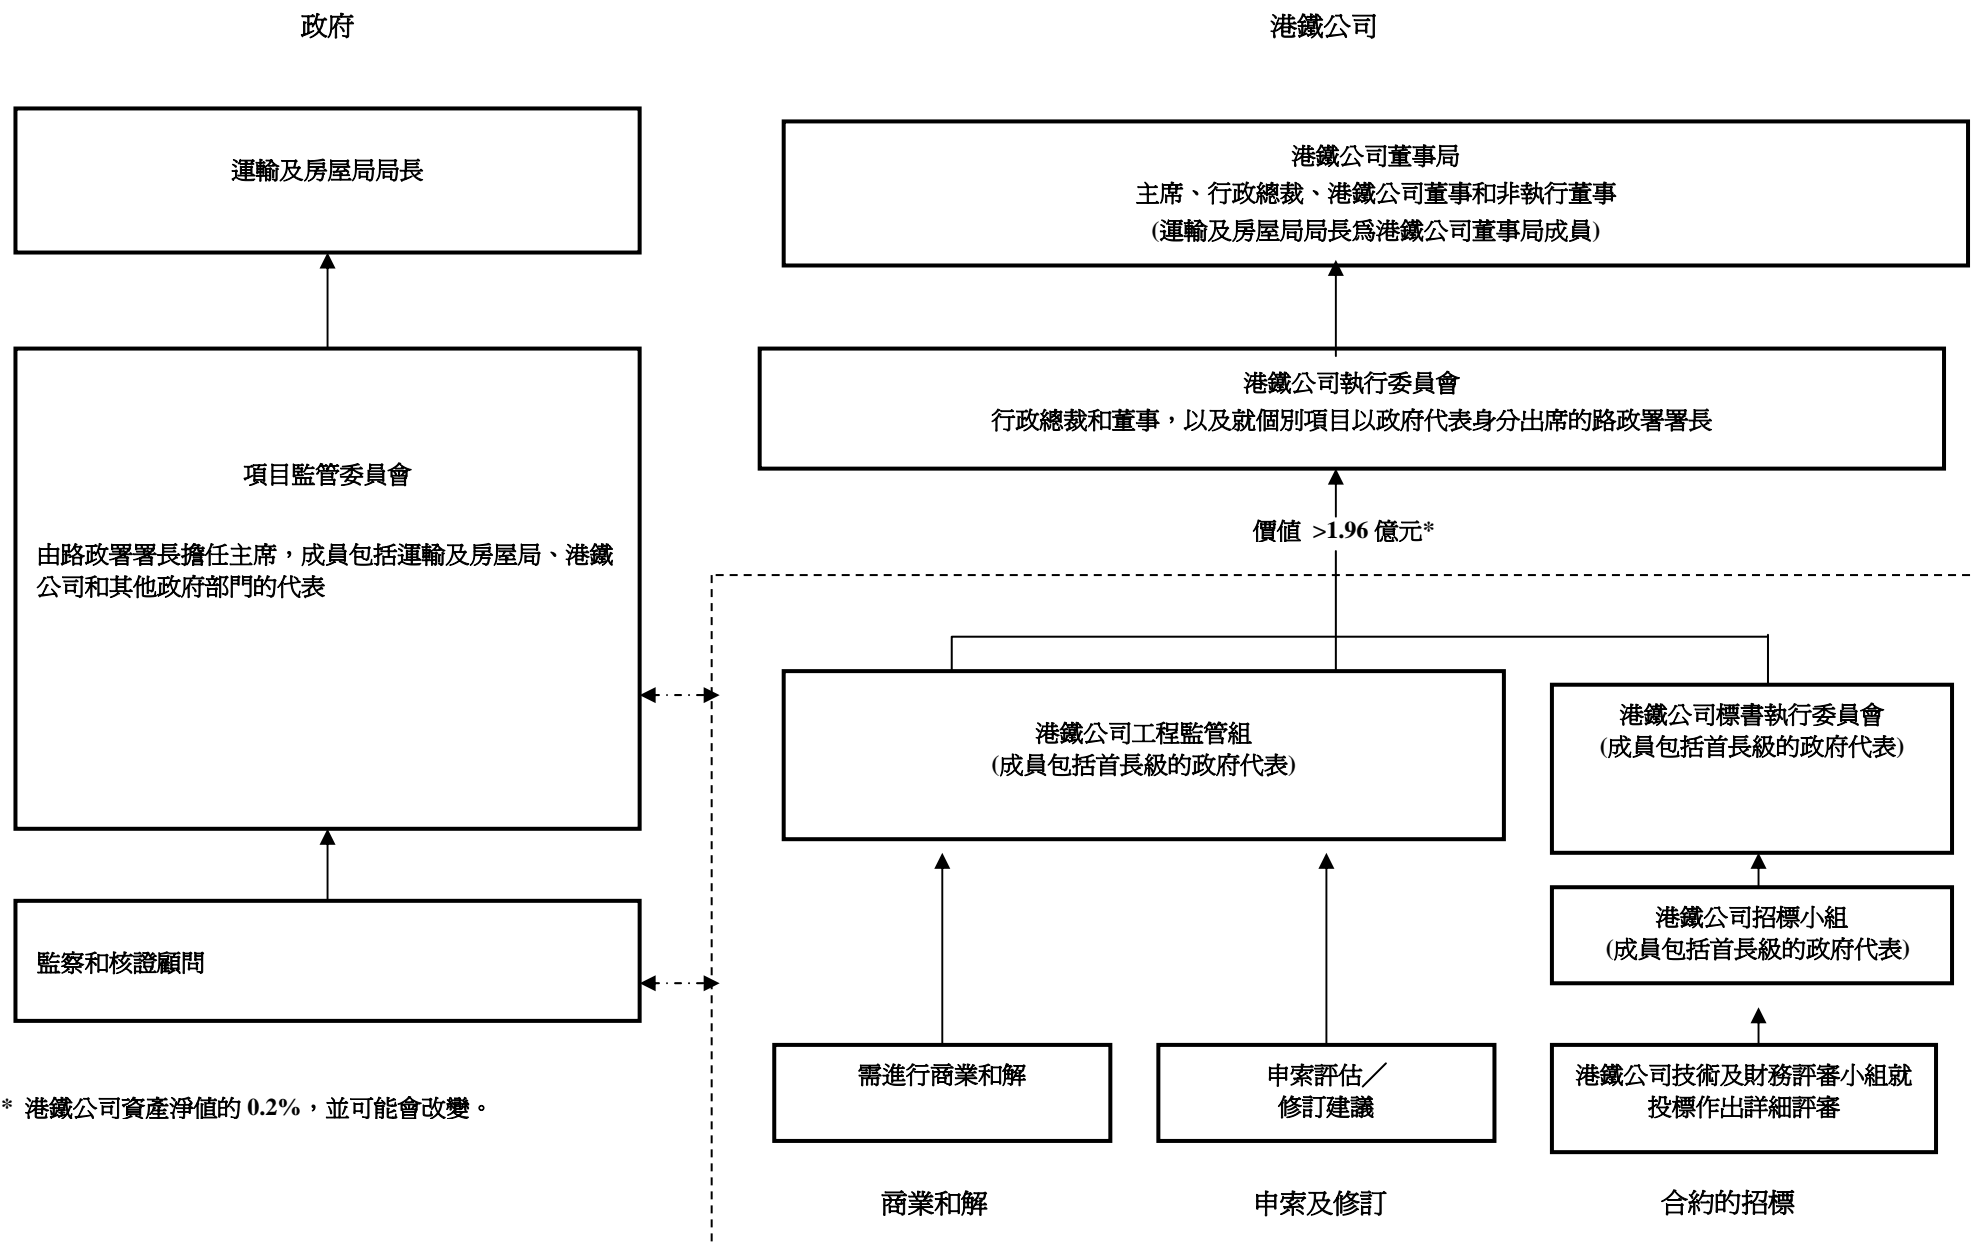 政府
港鐵公司
運輸及房屋局局長
港鐵公司董事局
主席、行政總裁、港鐵公司董事和非執行董事
(運輸及房屋局局長爲港鐵公司董事局成員)
港鐵公司執行委員會
行政總裁和董事，以及就個別項目以政府代表身分出席的路政署署長
項目監管委員會
由路政署署長擔任主席，成員包括運輸及房屋局、港鐵
公司和其他政府部門的代表
價值 >1.96 億元*
港鐵公司工程監管組
(成員包括首長級的政府代表)
港鐵公司標書執行委員會
(成員包括首長級的政府代表)
港鐵公司招標小組
(成員包括首長級的政府代表)
監察和核證顧問
需進行商業和解
申索評估／
修訂建議
港鐵公司技術及財務評審小組就
投標作出詳細評審
* 港鐵公司資產淨值的 0.2%，並可能會改變。
商業和解
申索及修訂
合約的招標